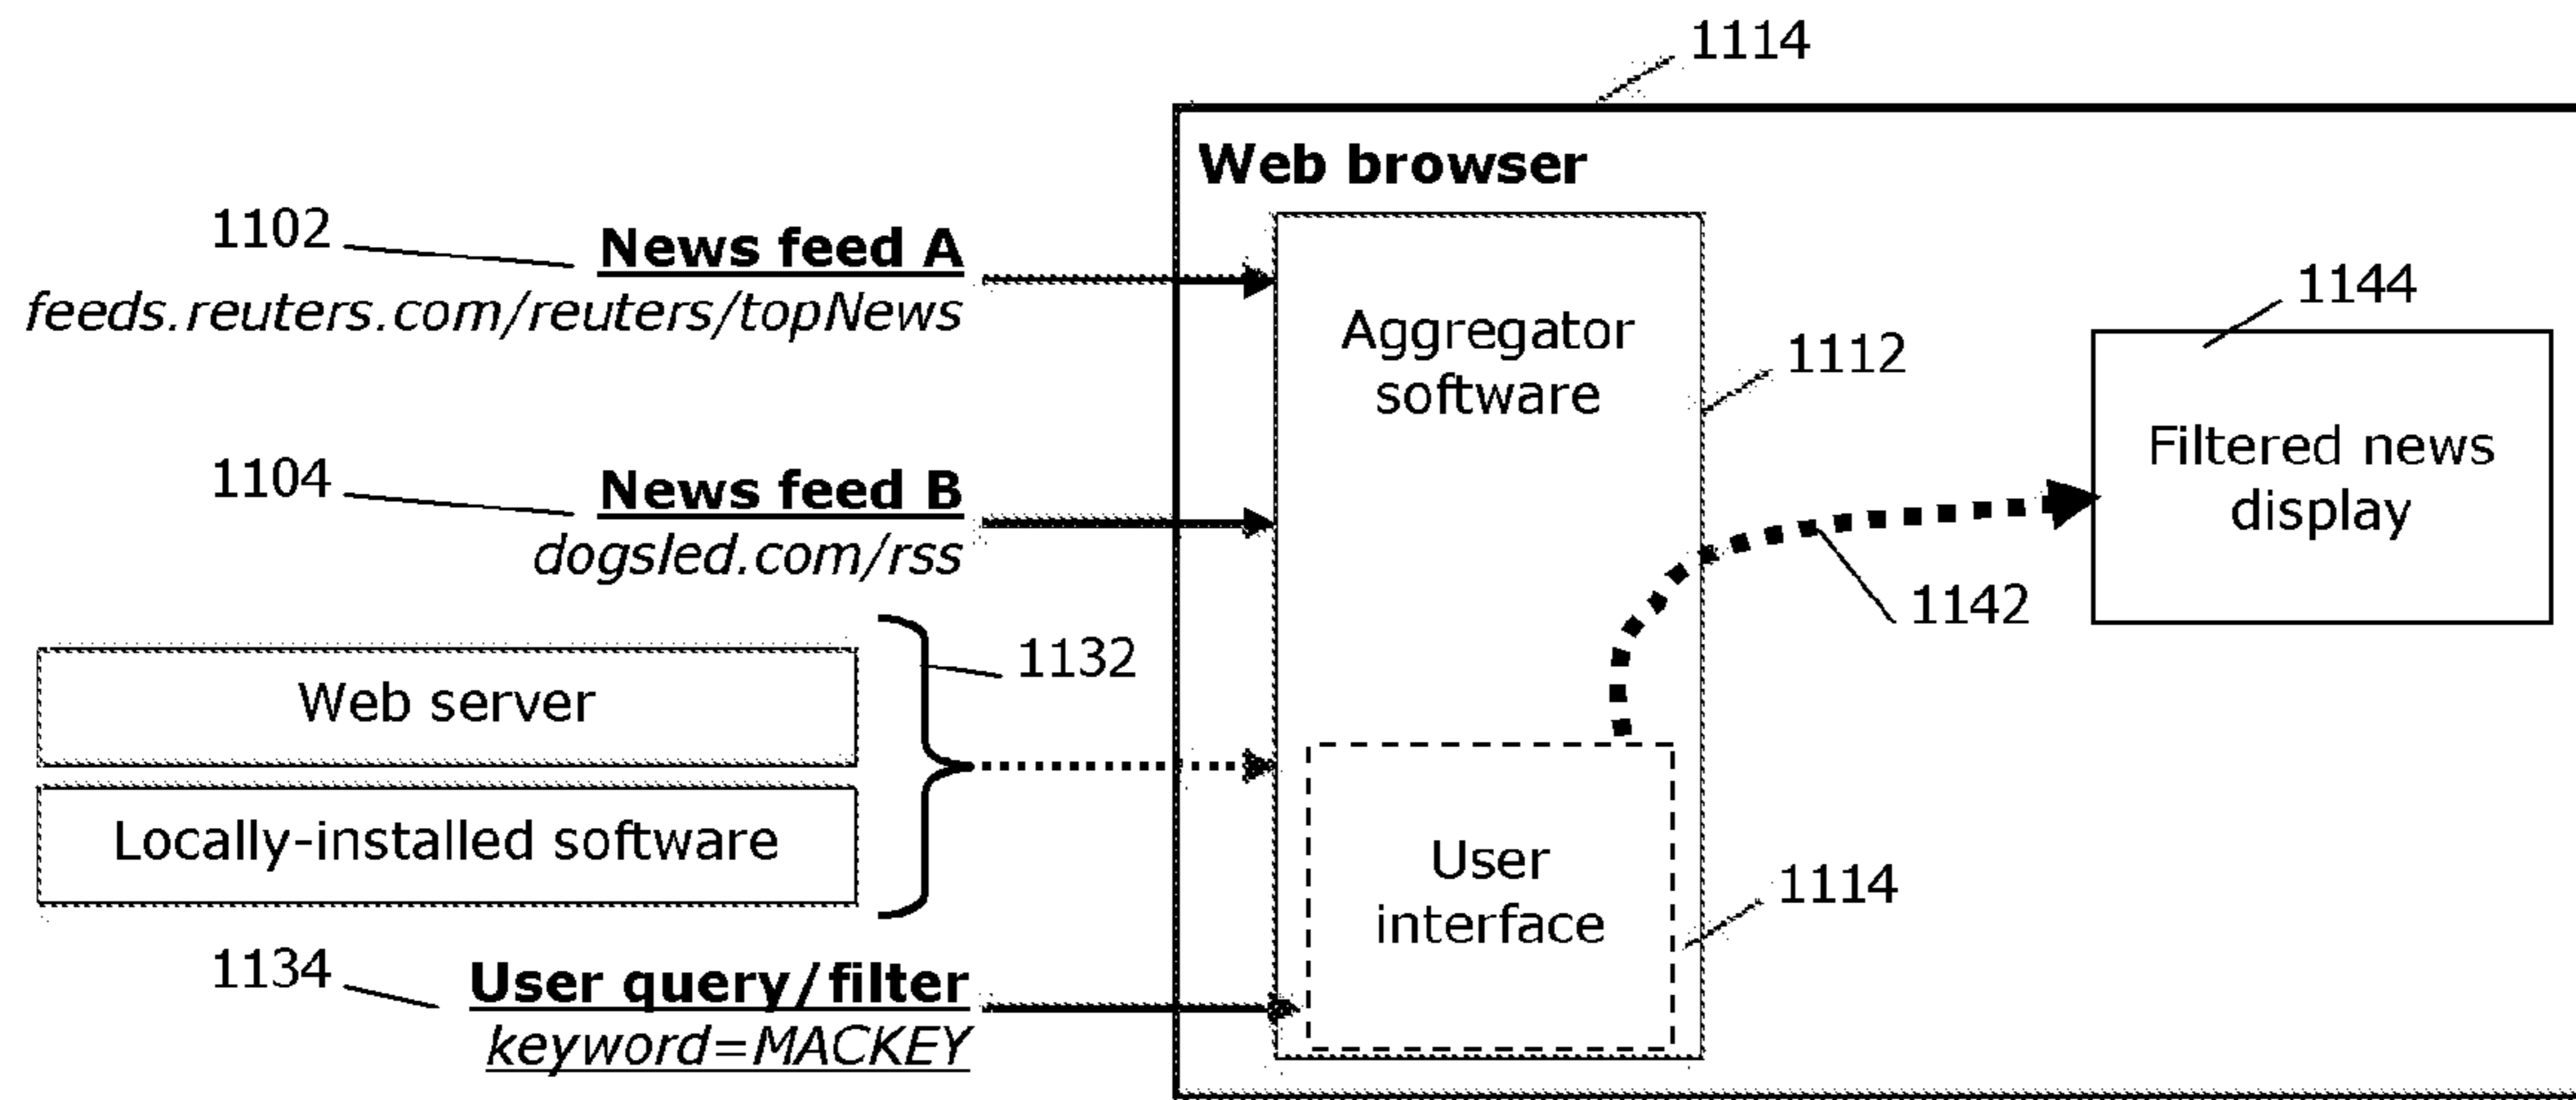 1114
Web browser
1102
News feed A
feeds.reuters.com/reuters/topNews
Aggregator
software
1112
1144
Filtered news
display
1104
News feed B
dogsled.com/rss
1142
1132
Web server
Locally-installed software
User
interface
1114
1134
User query/filter
keyword=MACKEY